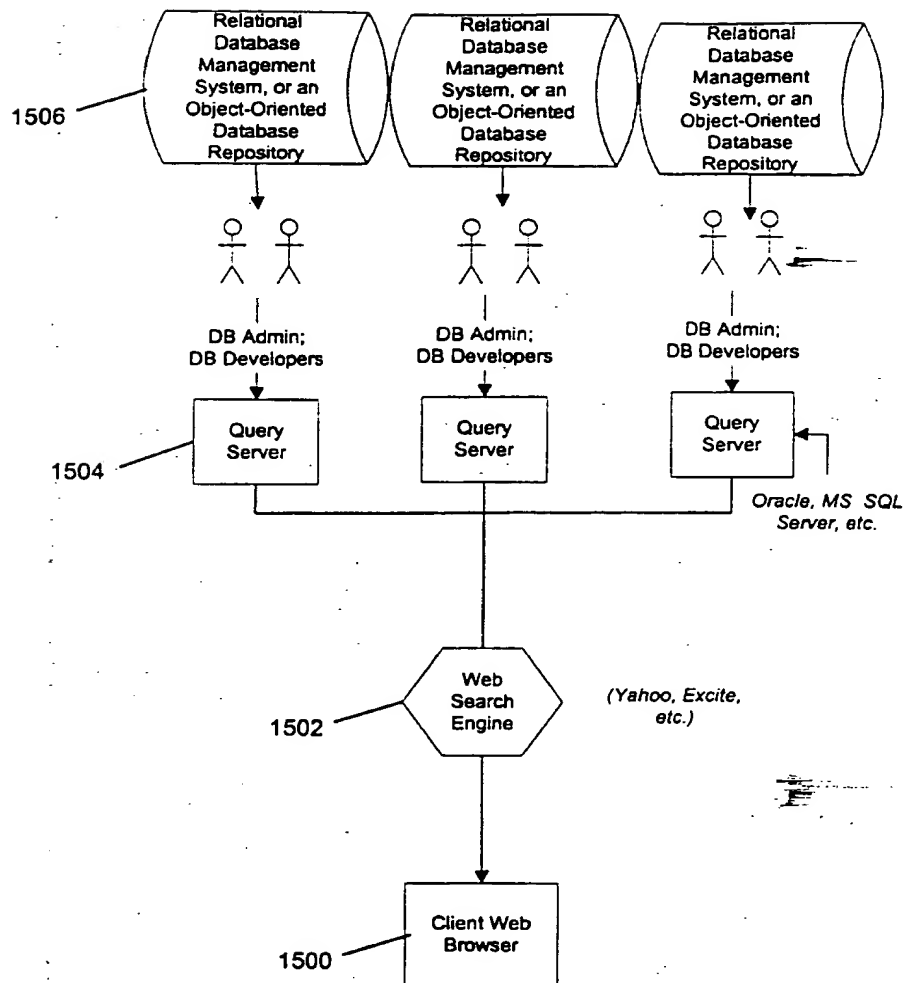 Relational
Database
Management
System, or an
Object-Oriented
Database
Repository
Relational
Database
Management
System, or an
Object-Oriented
Database
Repository
Relational
Database
Management
System, or an
Object-Oriented
Database
Repository
1506
DB Admin;
DB Developers
DB Admin;
DB Developers
DB Admin;
DB Developers
Query
Server
Query
Server
Query
Server
1504
Oracle, MS SQL
Server, etc.
Web
Search
Engine
(Yahoo, Excite,
etc.)
1502
Client Web
Browser
1500